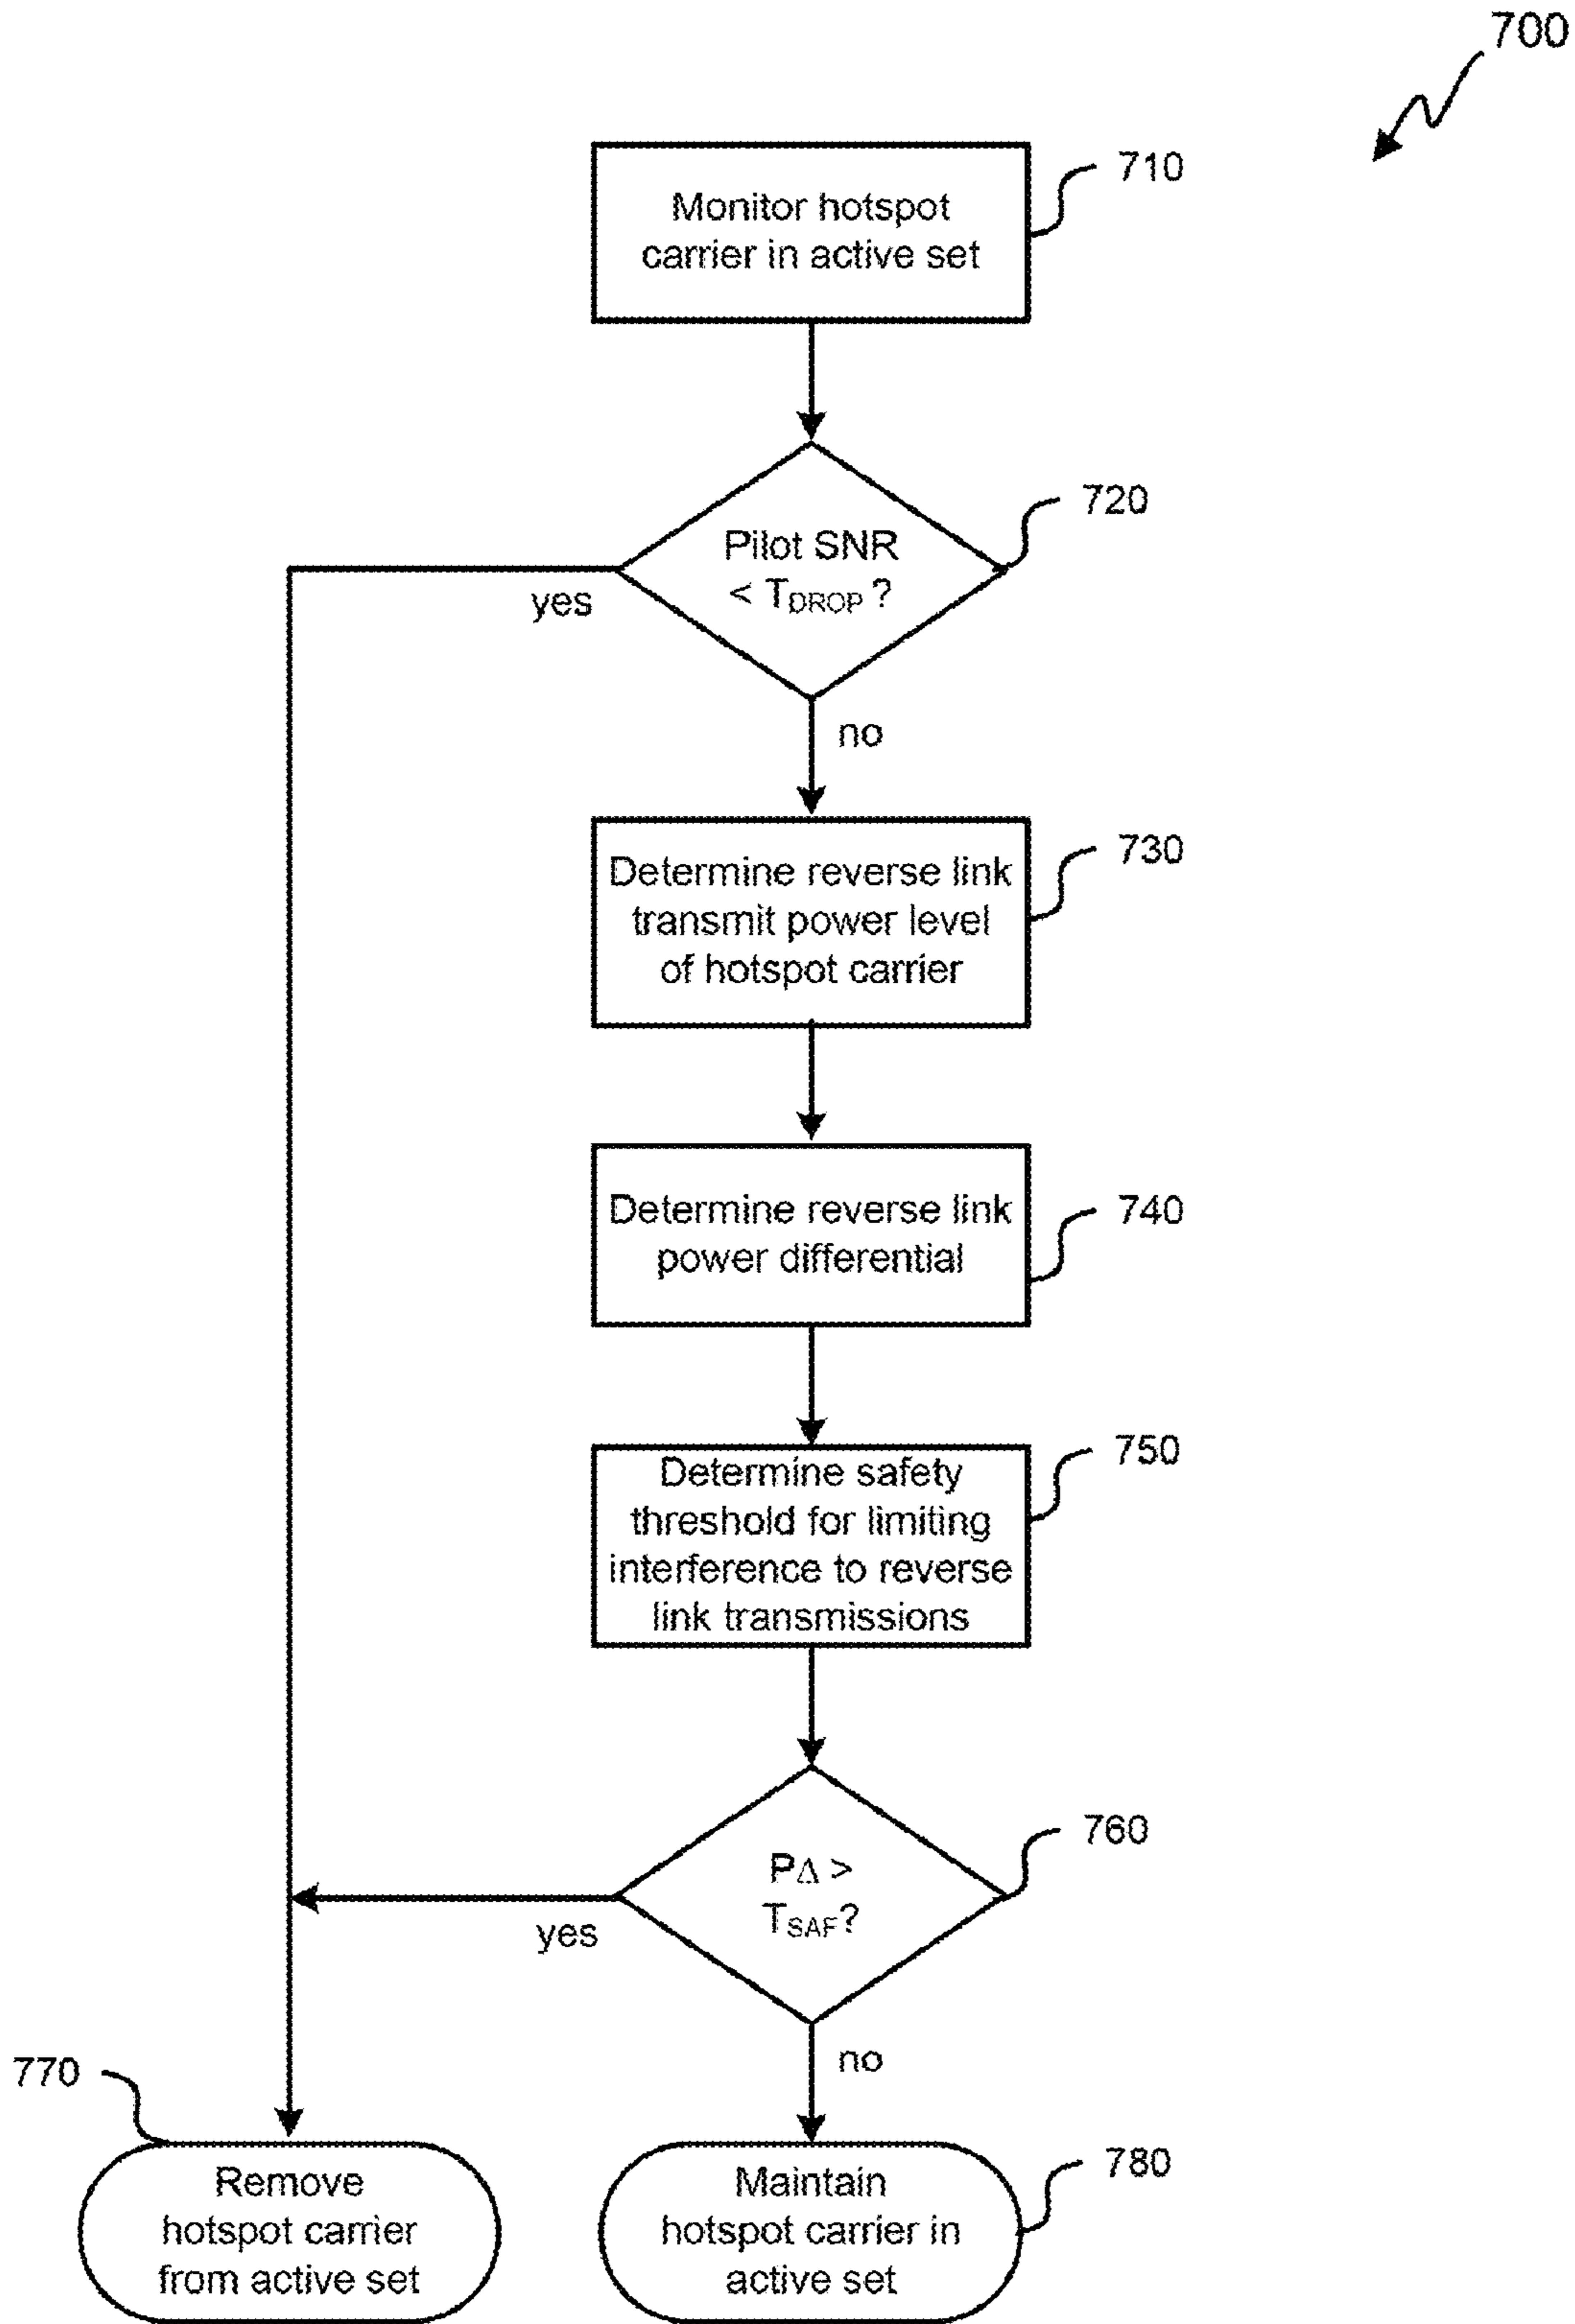 700
710
Monitor hotspot
carrier in active set
720
Pilot SNR
< TDROP ?
yes
no
730
Determine reverse link
transmit power level
of hotspot carrier
740
Determine reverse link
power differential
750
Determine safety
threshold for limiting
interference to reverse
link transmissions
760
PΔ >
TSAF?
yes
no
770
Remove
hotspot carrier
from active set
780
Maintain
hotspot carrier in
active set